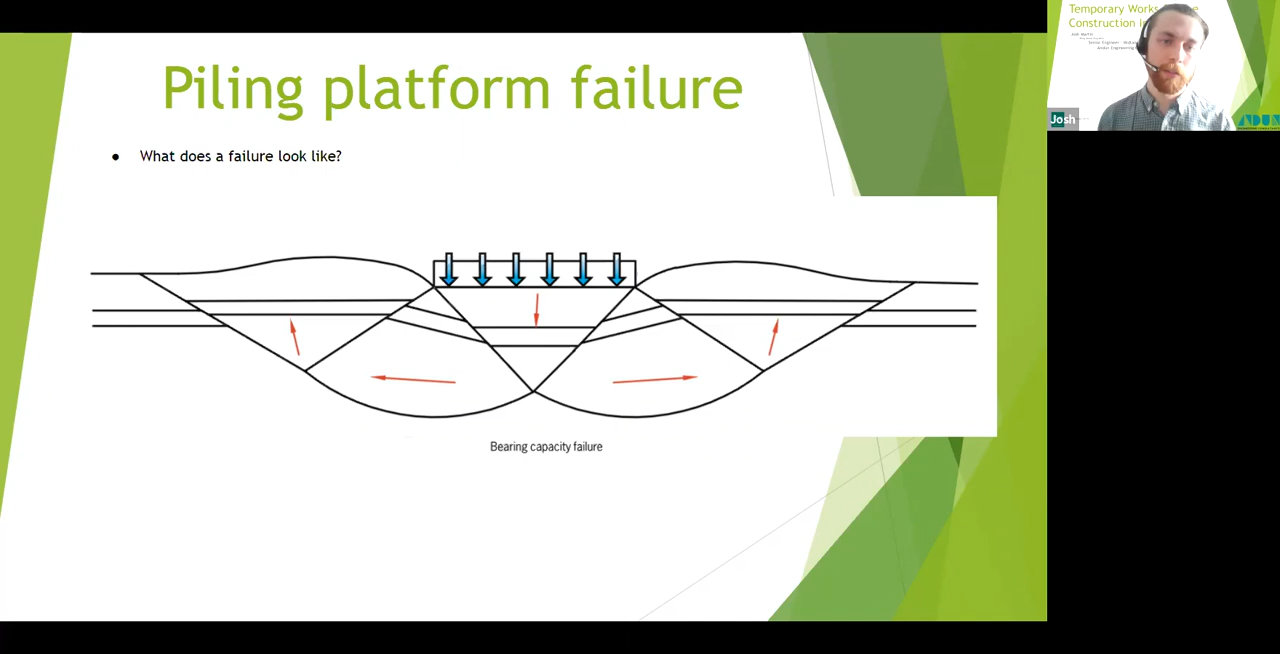 Piling platform failure
What does a failure look like?
Bearing capacity failure
Temporary Works
Construction
Josh